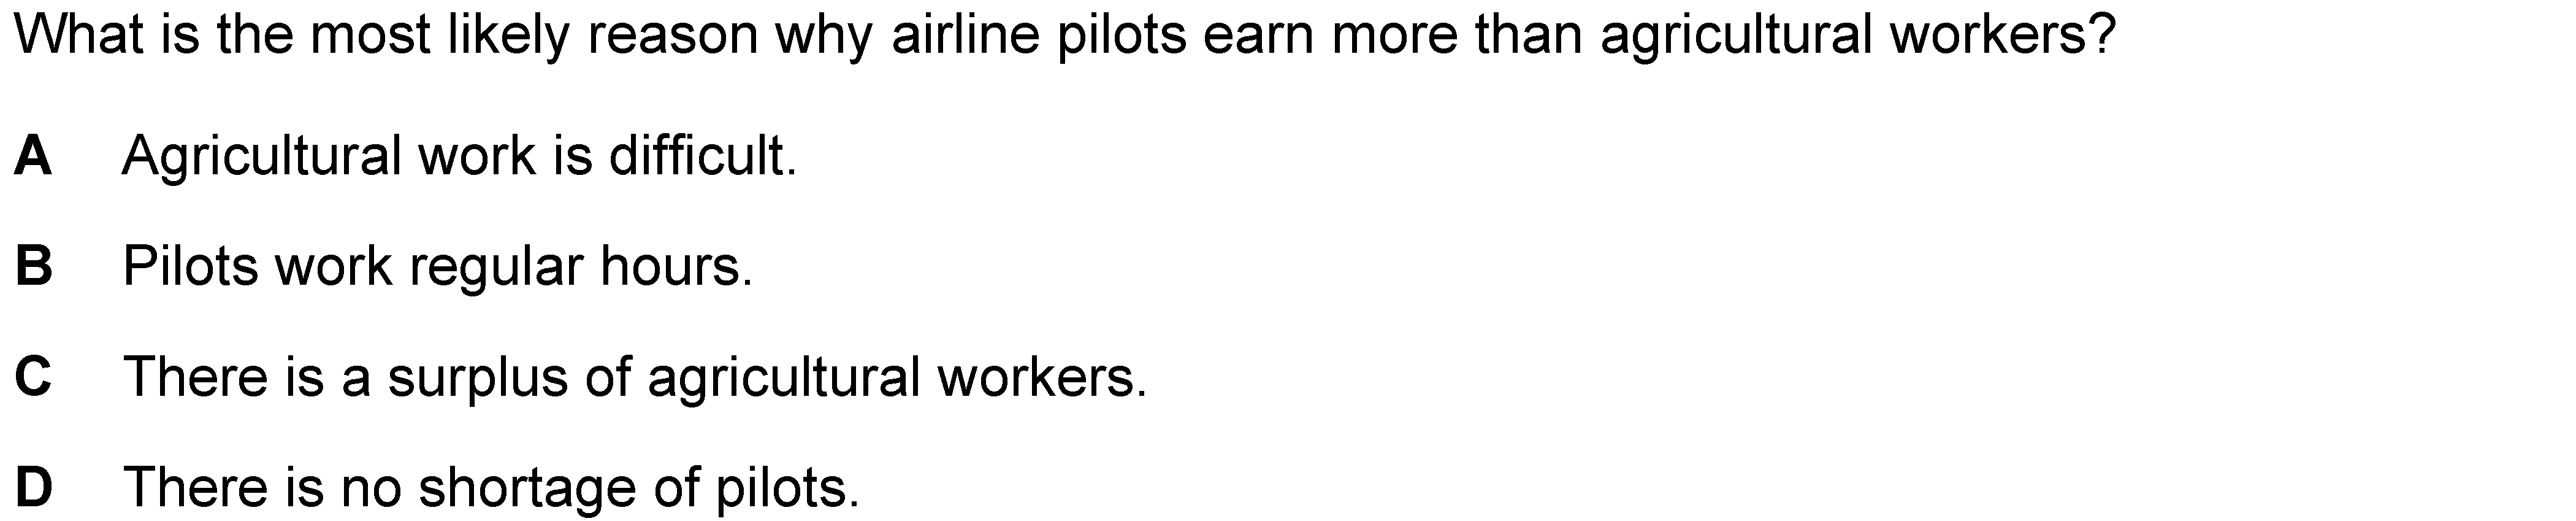 What is the most likely reason why airline pilots earn more than agricultural workers?
A Agricultural work is difficult.
B Pilots work regular hours.
C There is a surplus of agricultural workers.
D There is no shortage of pilots.